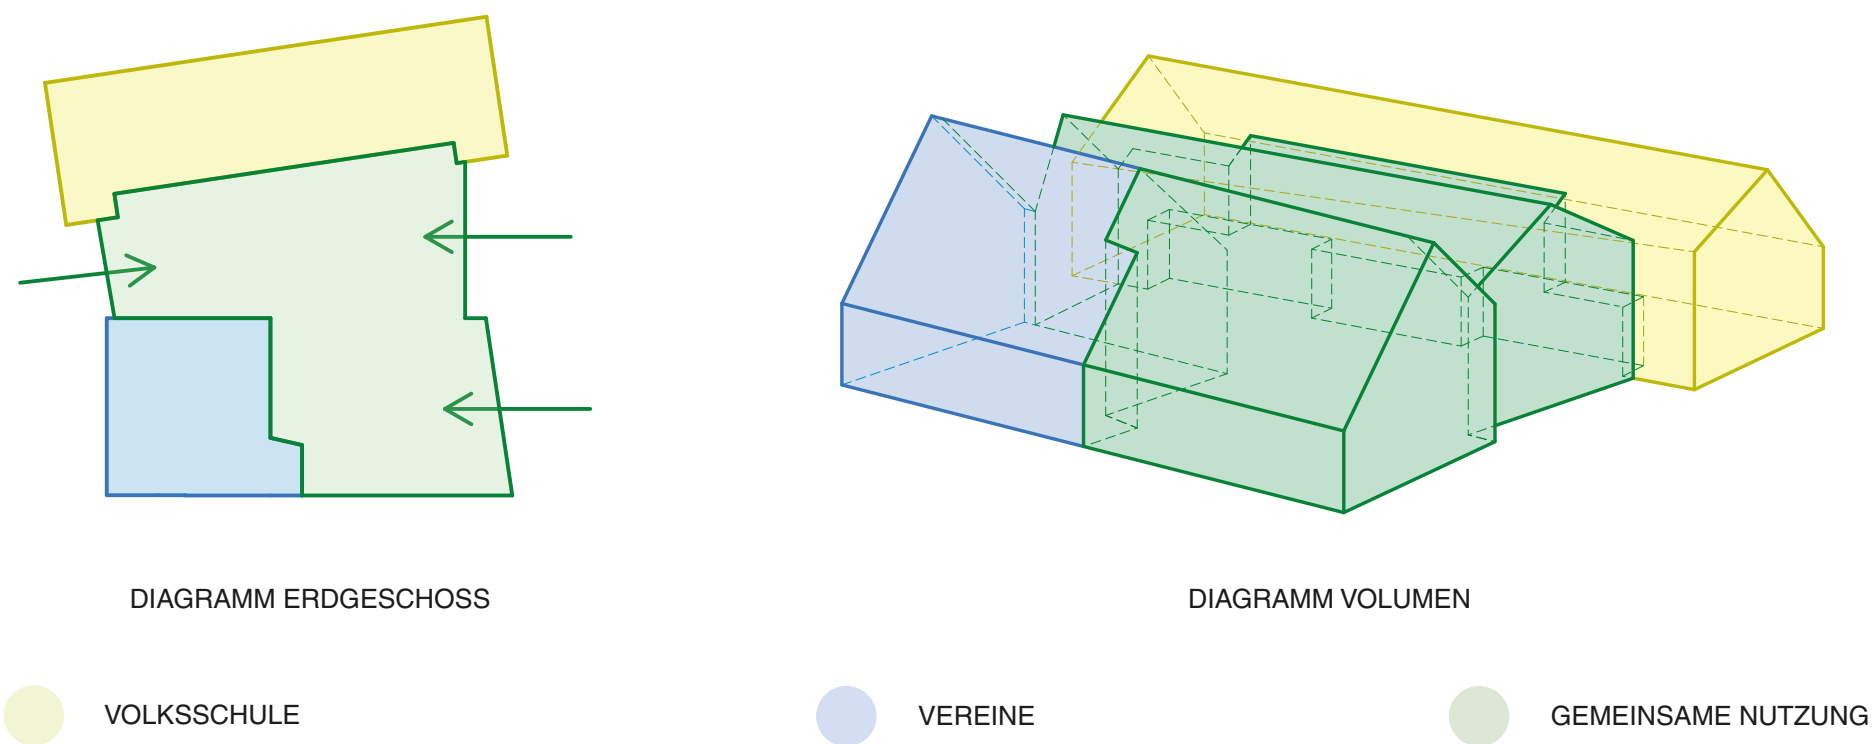 DIAGRAMM ERDGESCHOSS
DIAGRAMM VOLUMEN
VOLKSSCHULE
VEREINE
GEMEINSAME NUTZUNG